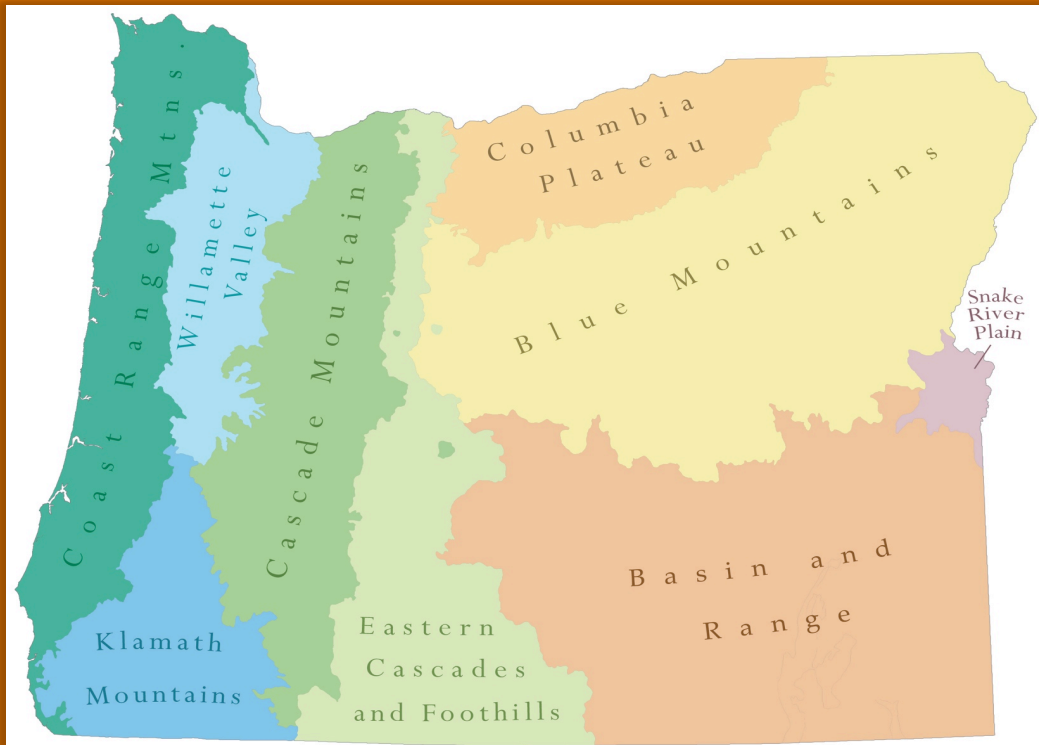 Coast Range Mtns.
Willamette
Valley
Cascade Mountains
Columbia
Plateau
Blue Mountains
Snake
River
Plain
Klamath
Mountains
Eastern
Cascades
and Foothills
Basin and
Range